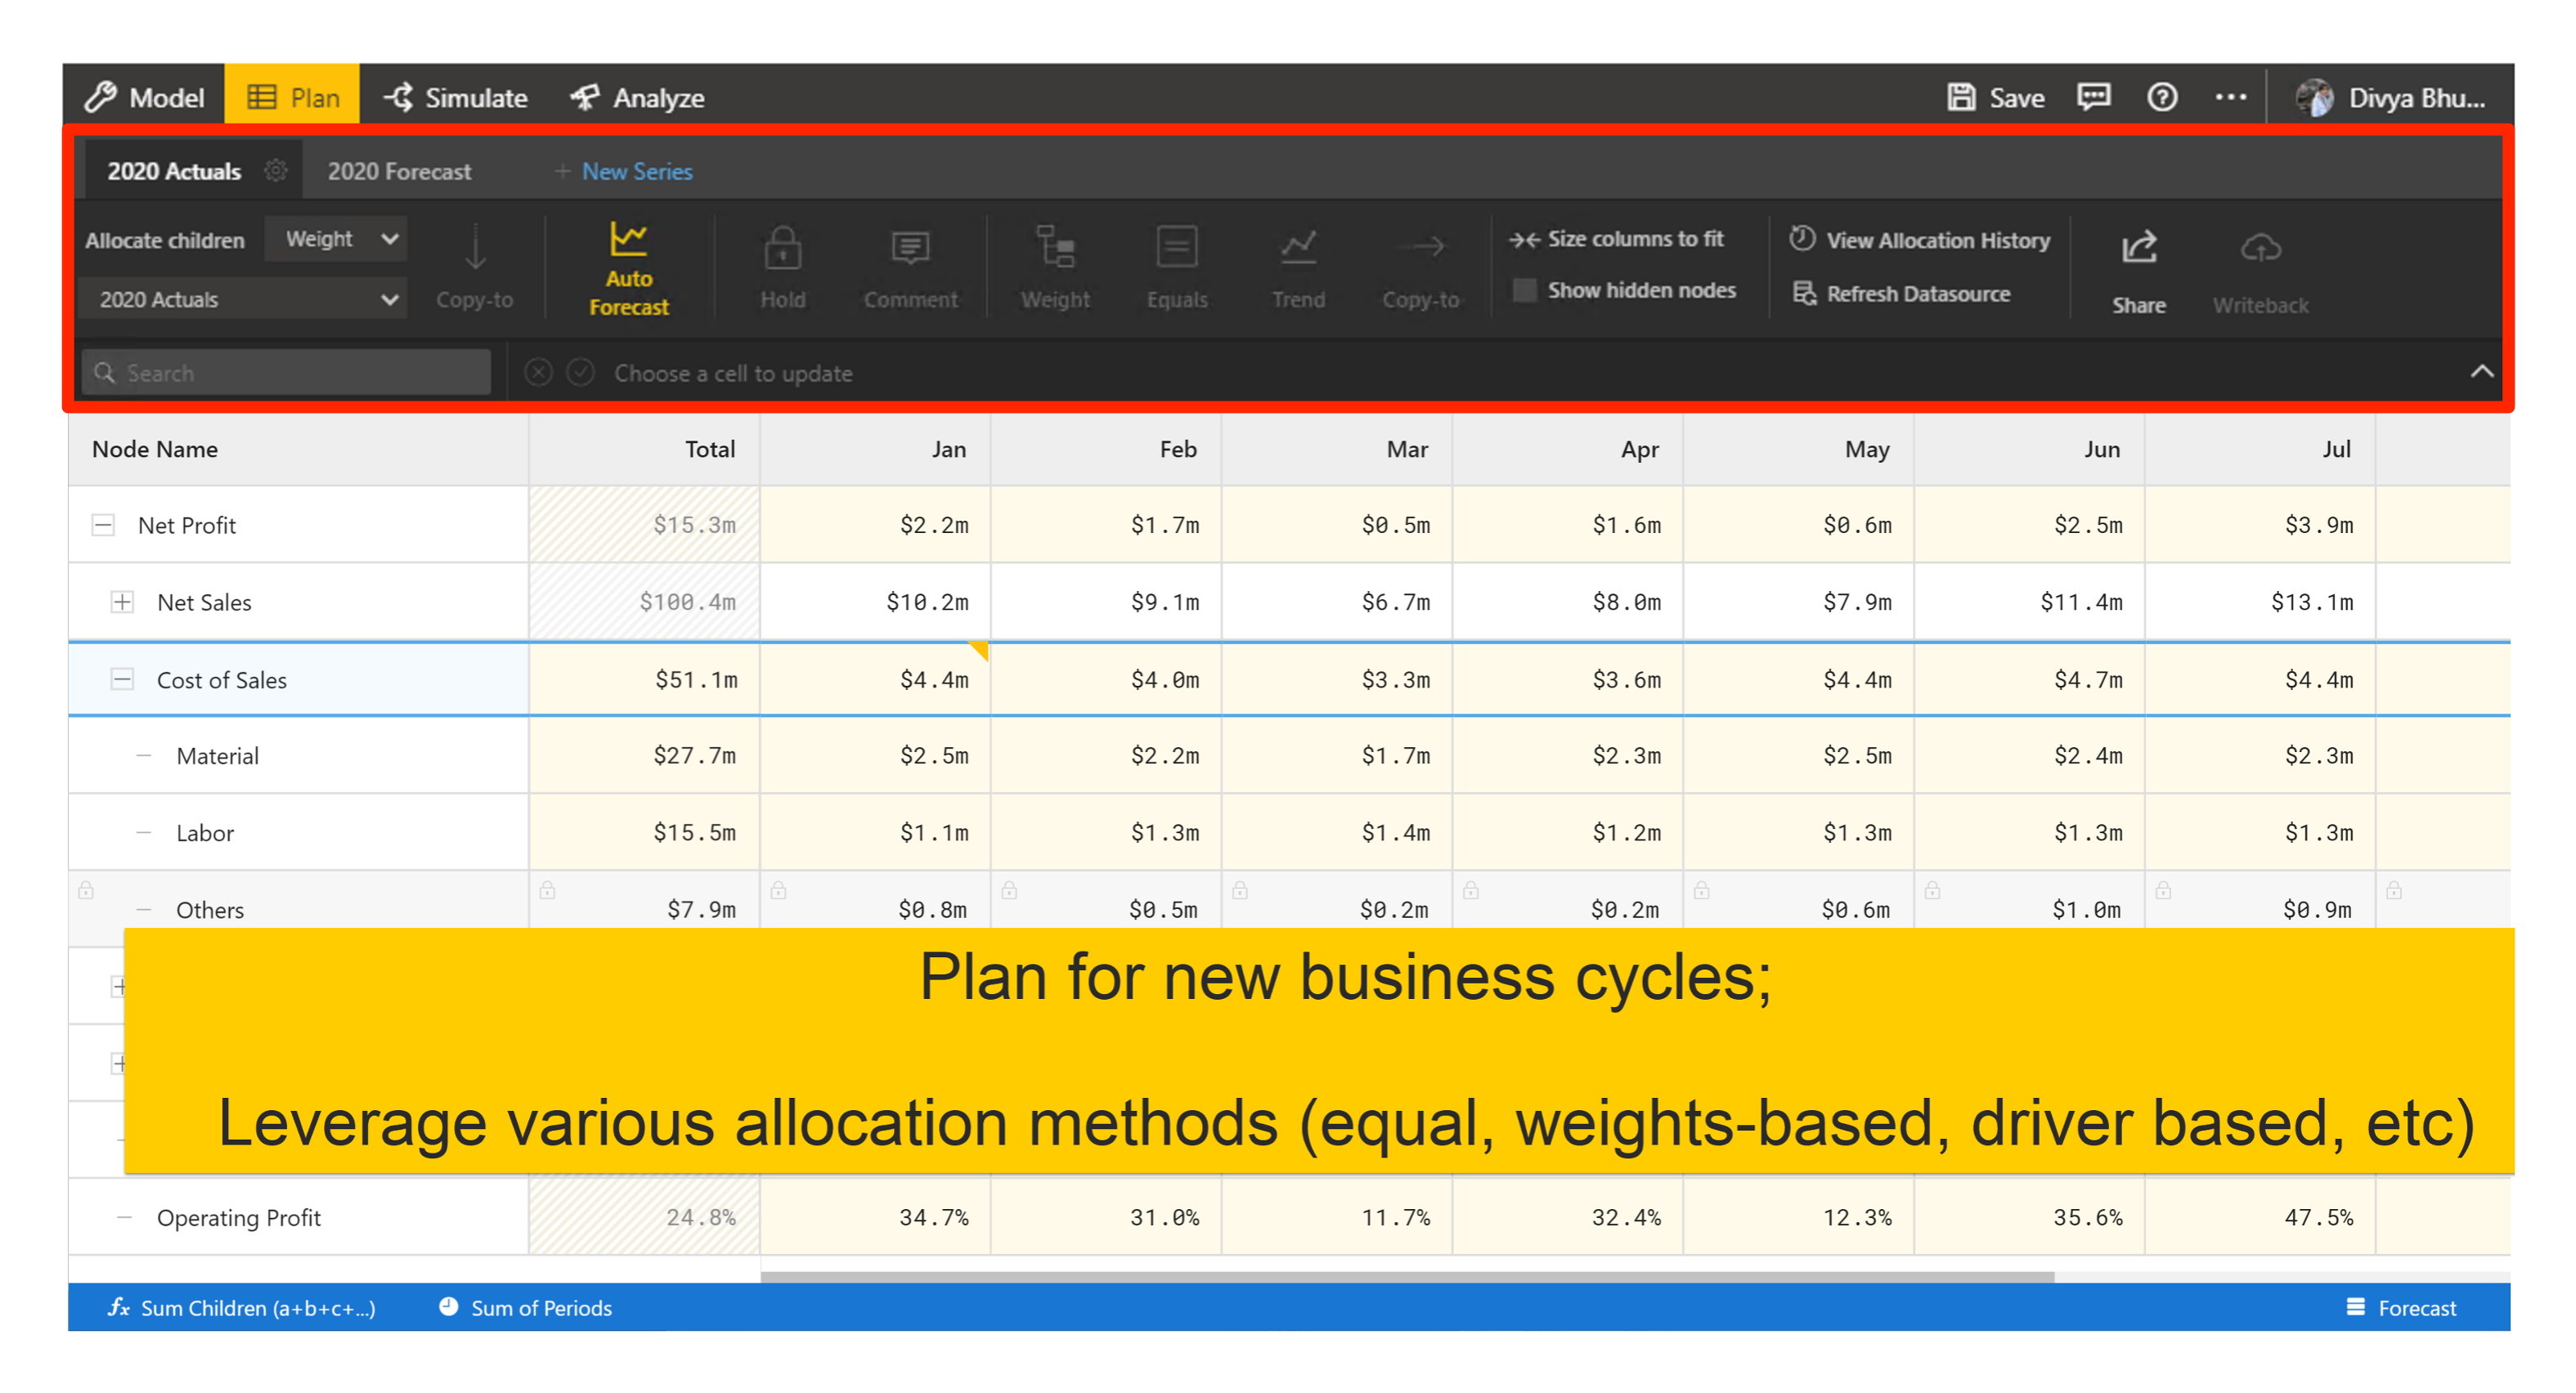 Model Plan Simulate Analyze Save Divya Bhu...
2020 Actuals 2020 Forecast + New Series
Allocate children Weight
2020 Actuals
Copy-to
Auto
Forecast
Hold Comment Weight Equals Trend Copy-to
Size columns to fit
Show hidden nodes
View Allocation History
Refresh Datasource
Share Writeback
Search Choose a cell to update
Node Name Total Jan Feb Mar Apr May Jun Jul
Net Profit $15.3m $2.2m $1.7m $0.5m $1.6m $0.6m $2.5m $3.9m
Net Sales $100.4m $10.2m $9.1m $6.7m $8.0m $7.9m $11.4m $13.1m
Cost of Sales $51.1m $4.4m $4.0m $3.3m $3.6m $4.4m $4.7m $4.4m
Material $27.7m $2.5m $2.2m $1.7m $2.3m $2.5m $2.4m $2.3m
Labor $15.5m $1.1m $1.3m $1.4m $1.2m $1.3m $1.3m $1.3m
Others $7.9m $0.8m $0.5m $0.2m $0.2m $0.6m $1.0m $0.9m
Plan for new business cycles;
Leverage various allocation methods (equal, weights-based, driver based, etc)
Operating Profit 24.8% 34.7% 31.0% 11.7% 32.4% 12.3% 35.6% 47.5%
fx Sum Children (a+b+c+...) Sum of Periods Forecast